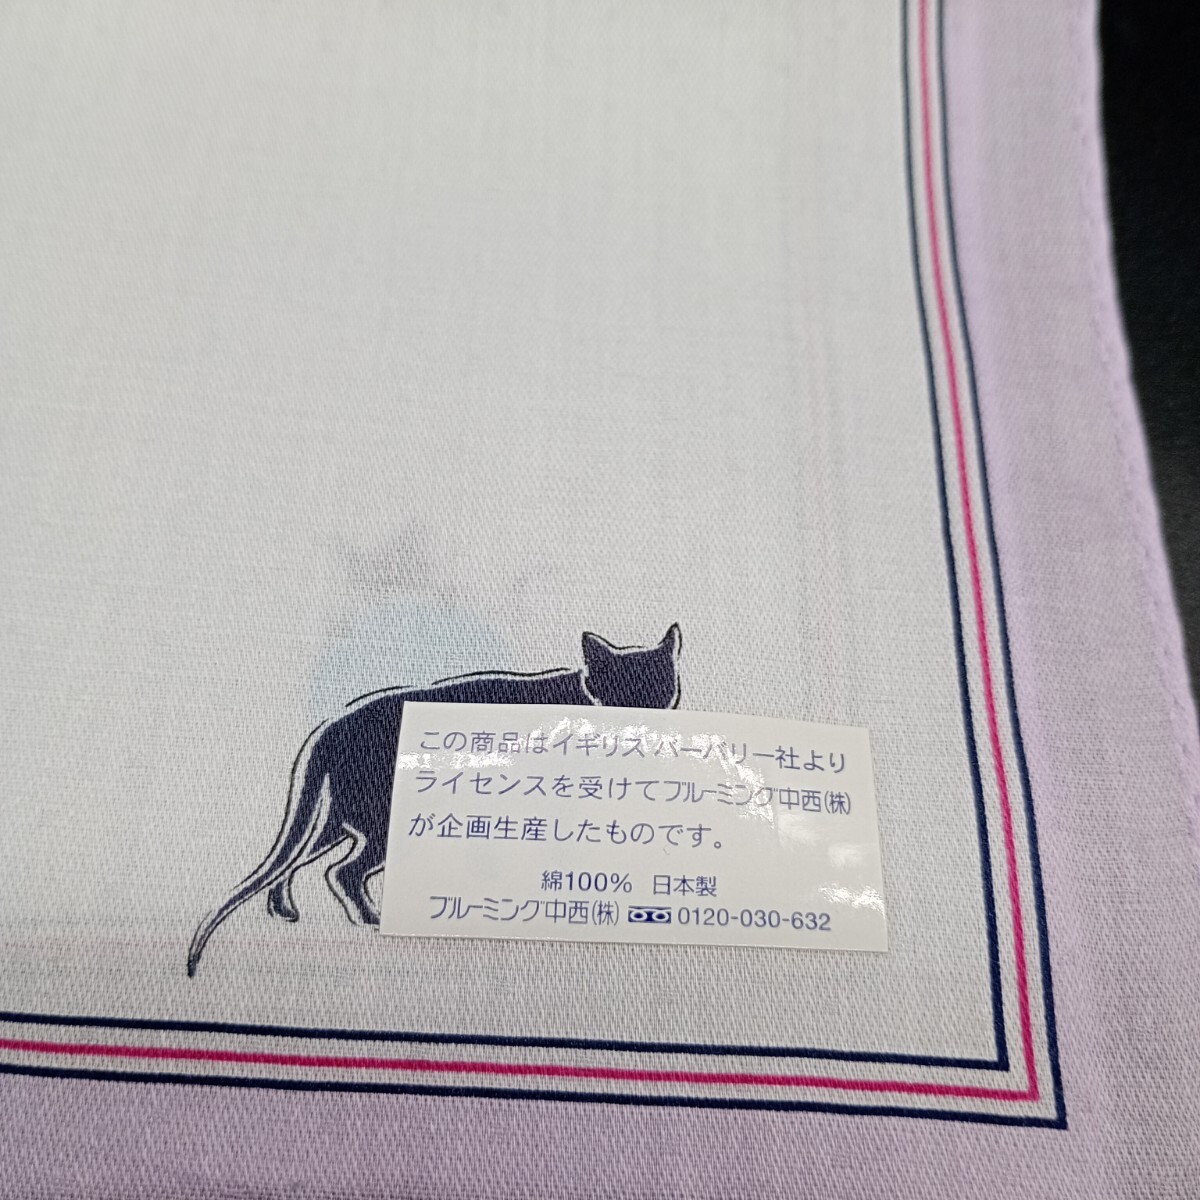 この商品はイギリス バーバリー社より
ライセンスを受けてブルーミング中西(株)
が企画生産したものです。
綿100% 日本製
ブルーミング中西(株) 0120-030-632